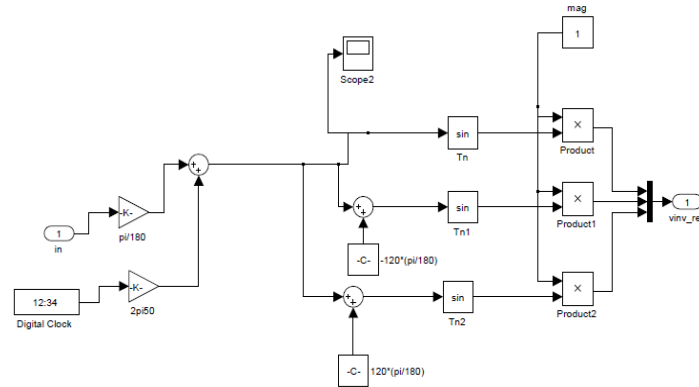 mag
1
Scope2
sin
Tn
×
Product
-K-
pi/180
1
in
++
sin
Tn1
×
Product1
1
vinv_re
++
-C-
-120*(pi/180)
12:34
Digital Clock
-K-
2pi50
++
sin
Tn2
×
Product2
-C-
120*(pi/180)